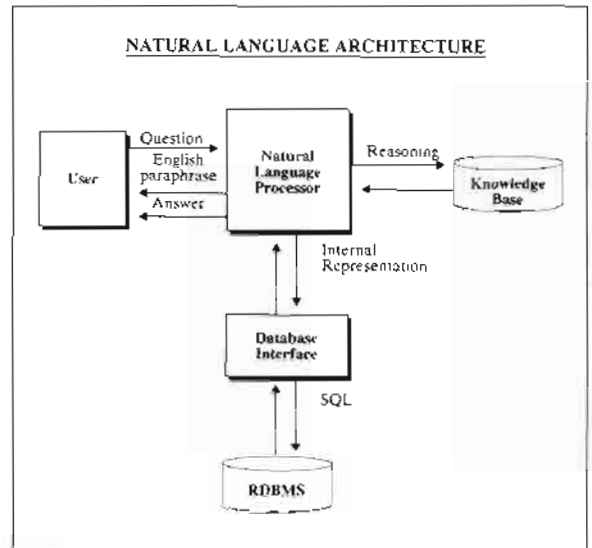 NATURAL LANGUAGE ARCHITECTURE
Question
English
paraphrase
Answer
User
Natural
Language
Processor
Reasoning
Knowledge
Base
Internal
Representation
Database
Interface
SQL
RDBMS